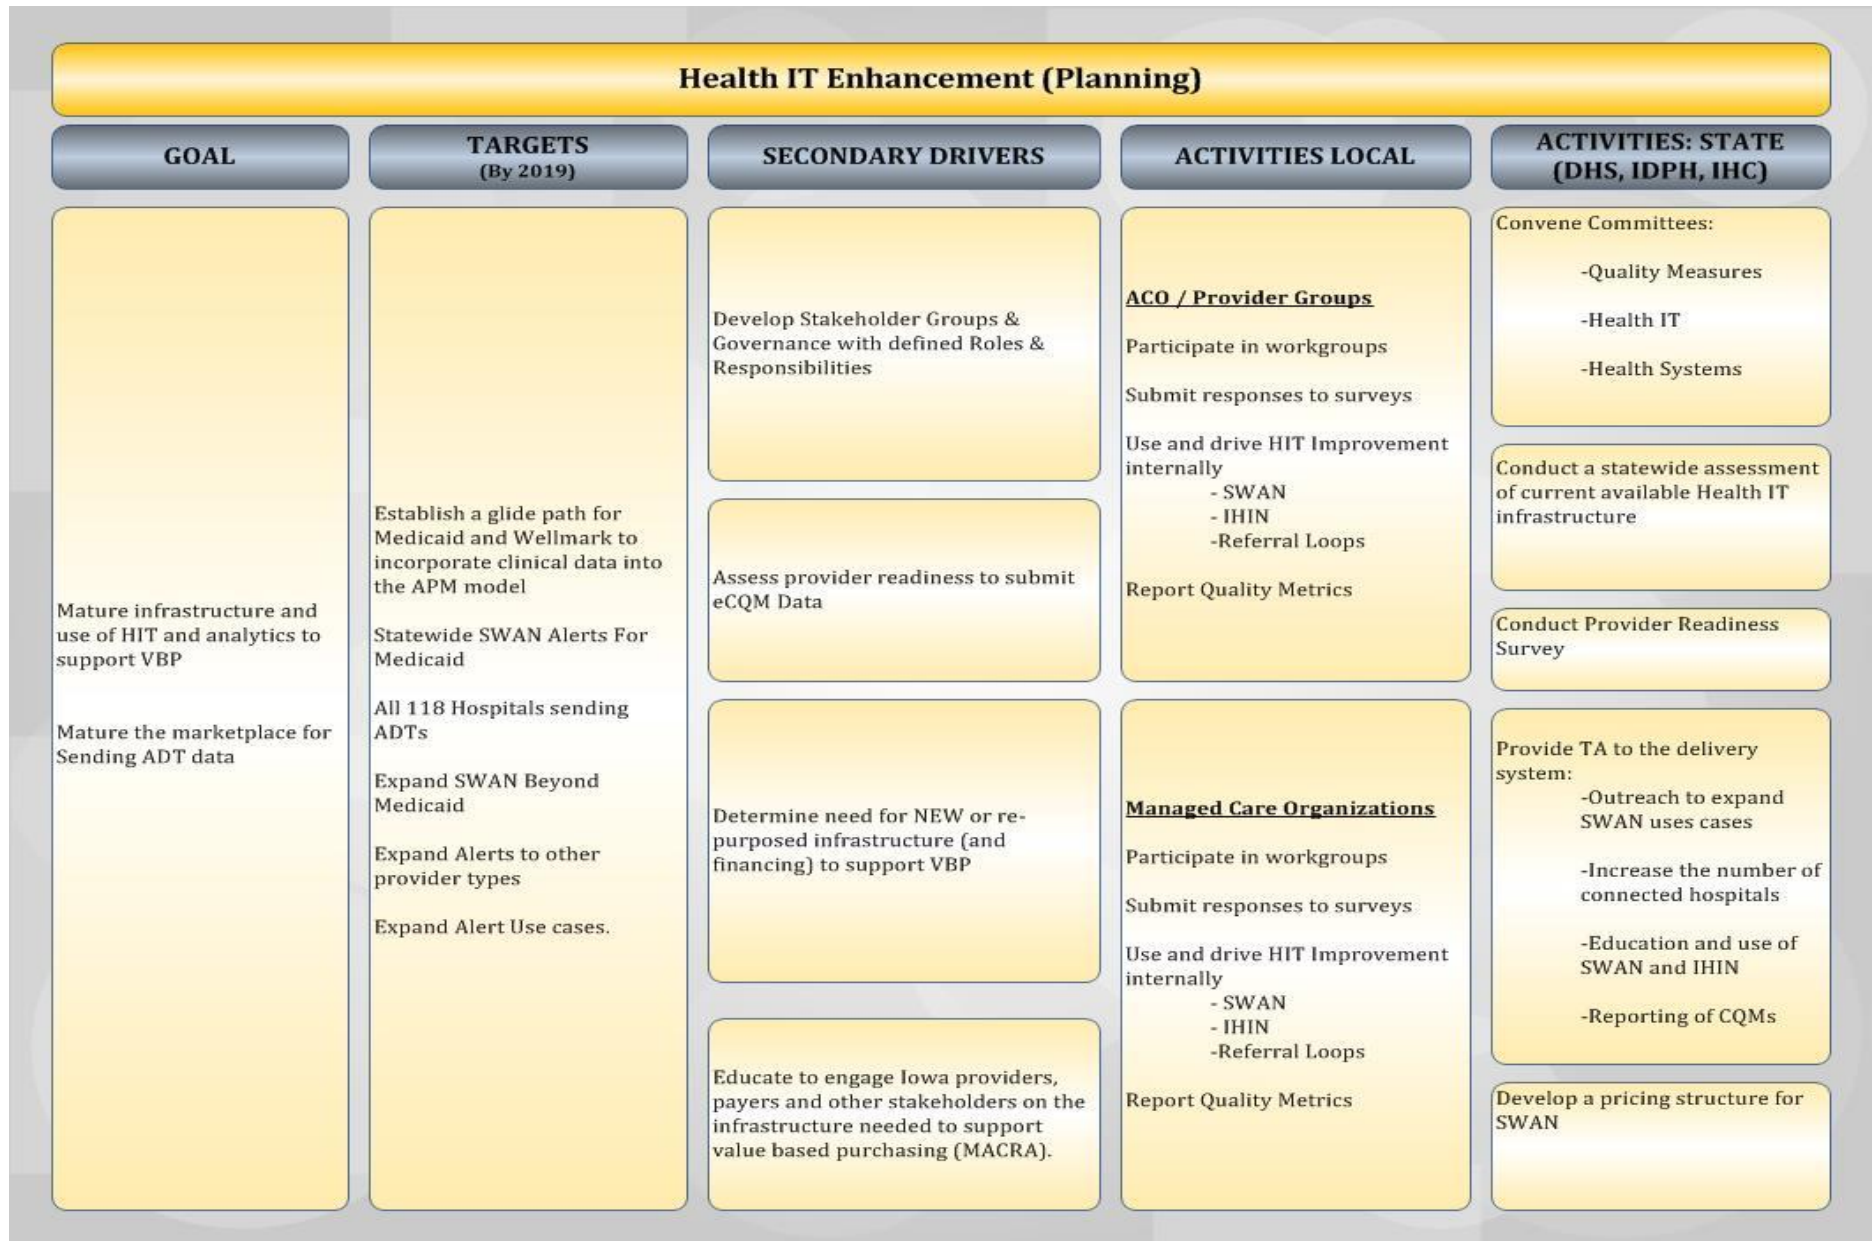 Health IT Enhancement (Planning)
GOAL
TARGETS
(By 2019)
SECONDARY DRIVERS
ACTIVITIES LOCAL
ACTIVITIES: STATE
(DHS, IDPH, IHC)
Mature infrastructure and
use of HIT and analytics to
support VBP
Mature the marketplace for
Sending ADT data
Establish a glide path for
Medicaid and Wellmark to
incorporate clinical data into
the APM model
Statewide SWAN Alerts For
Medicaid
All 118 Hospitals sending
ADTs
Expand SWAN Beyond
Medicaid
Expand Alerts to other
provider types
Expand Alert Use cases.
Develop Stakeholder Groups &
Governance with defined Roles &
Responsibilities
Assess provider readiness to submit
eCQM Data
Determine need for NEW or re-
purposed infrastructure (and
financing) to support VBP
Educate to engage Iowa providers,
payers and other stakeholders on the
infrastructure needed to support
value based purchasing (MACRA).
ACO / Provider Groups
Participate in workgroups
Submit responses to surveys
Use and drive HIT Improvement
internally
- SWAN
- IHIN
-Referral Loops
Report Quality Metrics
Managed Care Organizations
Participate in workgroups
Submit responses to surveys
Use and drive HIT Improvement
internally
- SWAN
- IHIN
-Referral Loops
Report Quality Metrics
Convene Committees:
-Quality Measures
-Health IT
-Health Systems
Conduct a statewide assessment
of current available Health IT
infrastructure
Conduct Provider Readiness
Survey
Provide TA to the delivery
system:
-Outreach to expand
SWAN uses cases
-Increase the number of
connected hospitals
-Education and use of
SWAN and IHIN
-Reporting of CQMs
Develop a pricing structure for
SWAN